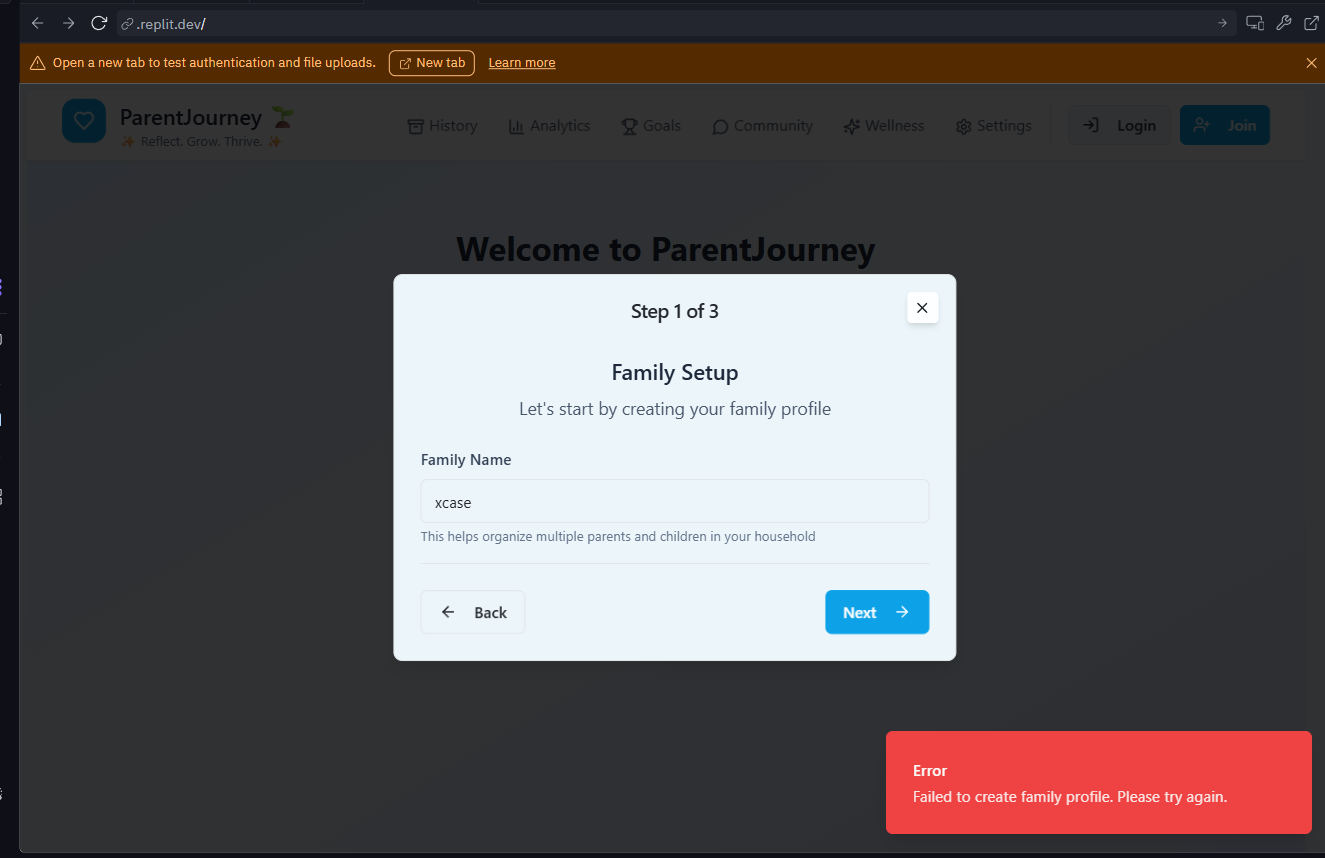 .replit.dev/
Open a new tab to test authentication and file uploads. New tab Learn more
ParentJourney
Reflect. Grow. Thrive.
History Analytics Goals Community Wellness Settings Login Join
Welcome to ParentJourney
Step 1 of 3
Family Setup
Let's start by creating your family profile
Family Name
xcase
This helps organize multiple parents and children in your household
Back Next
Error
Failed to create family profile. Please try again.